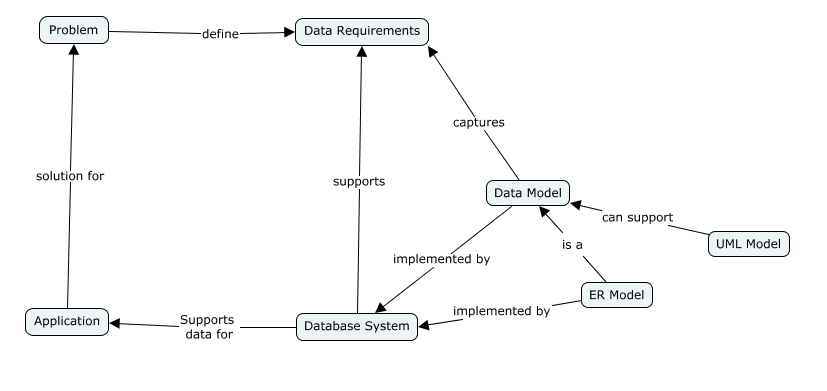 Problem
define
Data Requirements
captures
solution for
supports
Data Model
can support
UML Model
is a
implemented by
ER Model
implemented by
Application
Supports
data for
Database System